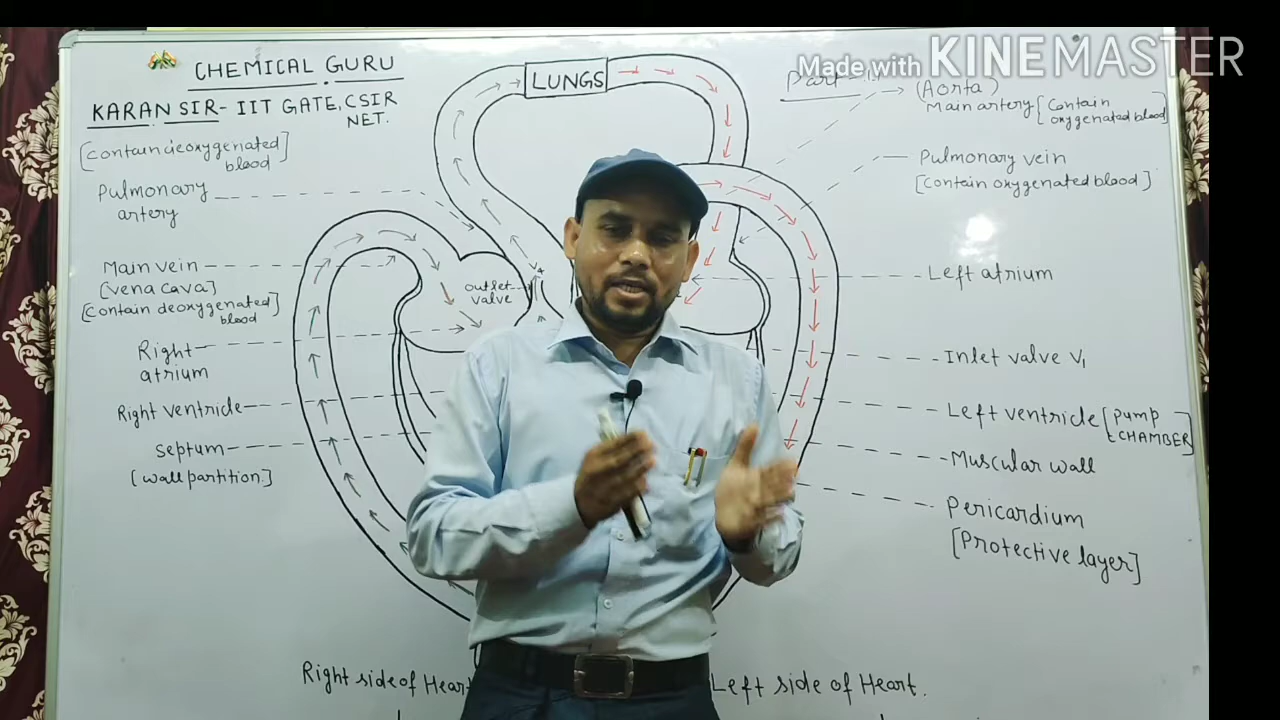 Made with KINEMASTER
CHEMICAL GURU
KARAN SIR- IIT GATE, CSIR
NET.
[contain deoxygenated]
blood
Pulmonary
artery
Main vein
[vena cava]
[contain deoxygenated]
blood
Right
atrium
Right ventricle
septum
[wall partition]
LUNGS
outlet
valve
Part
(Aorta)
Main artery [contain
oxygenated blood]
Pulmonary vein
[contain oxygenated blood]
Left atrium
Inlet valve V1
Left ventricle [PUMP
CHAMBER]
Muscular wall
Pericardium
[Protective layer]
Right side of Heart
Left side of Heart.